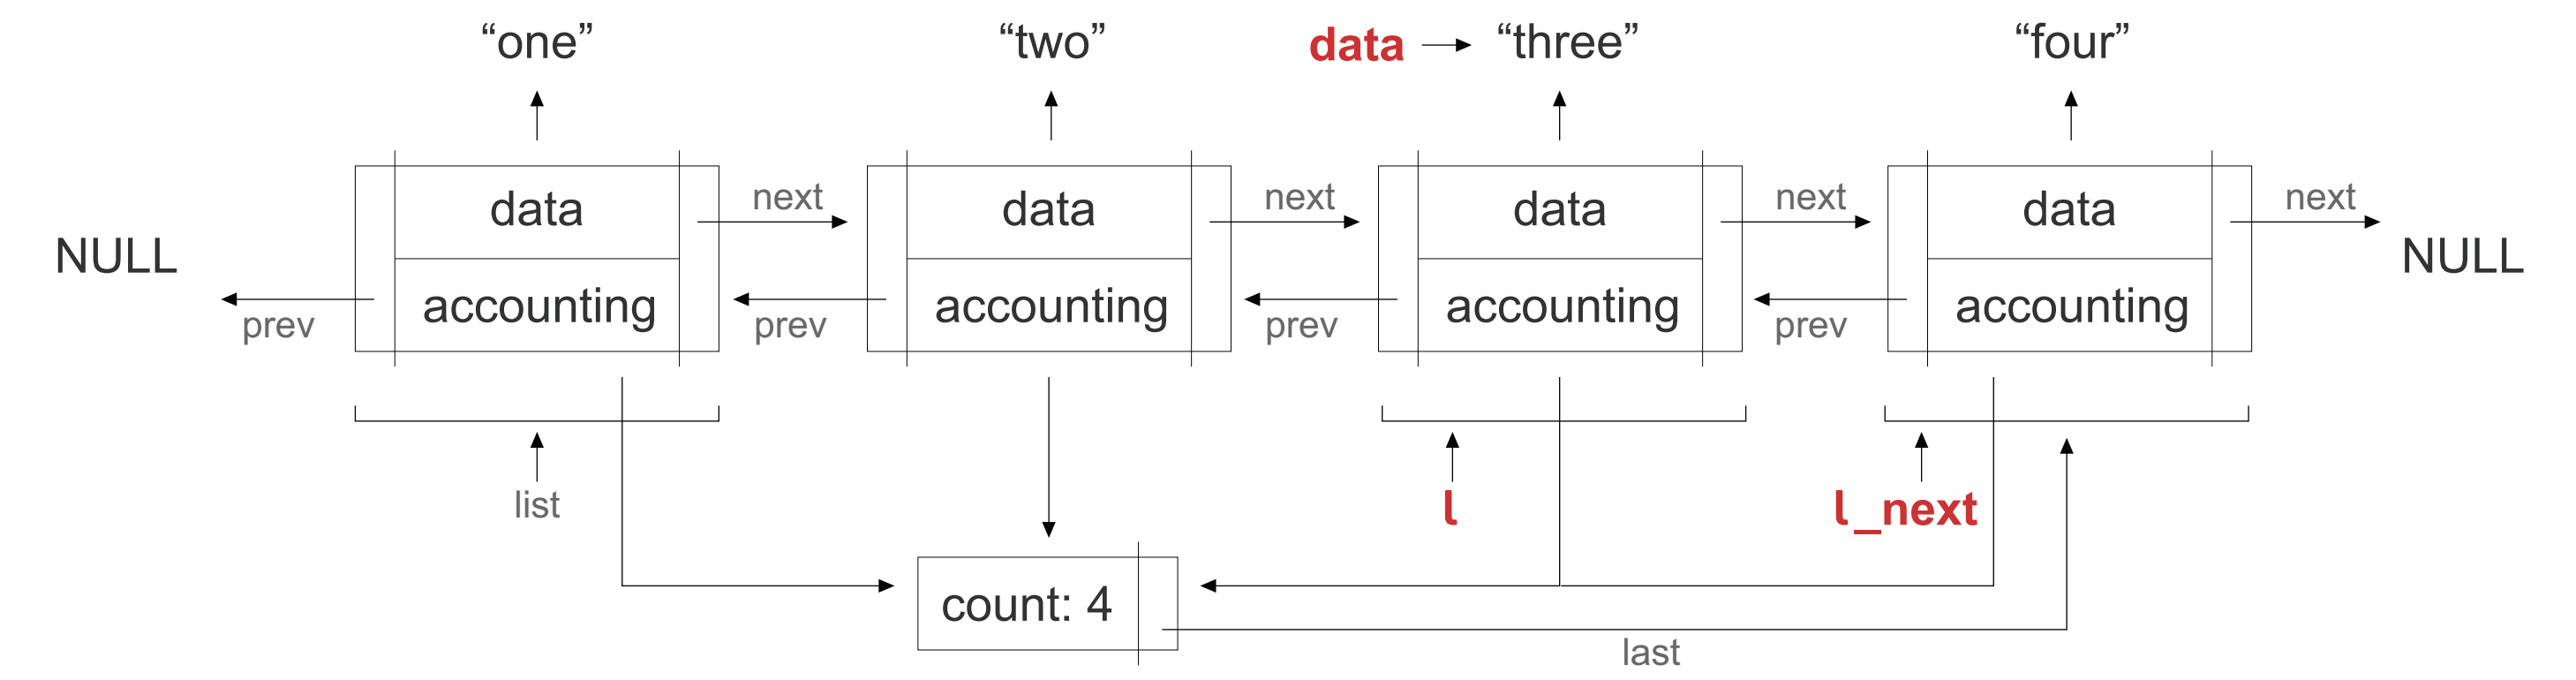 “one”
“two”
data
“three”
“four”
data
next
data
next
data
next
data
next
NULL
NULL
accounting
accounting
accounting
accounting
prev
prev
prev
prev
list
l
l_next
count: 4
last